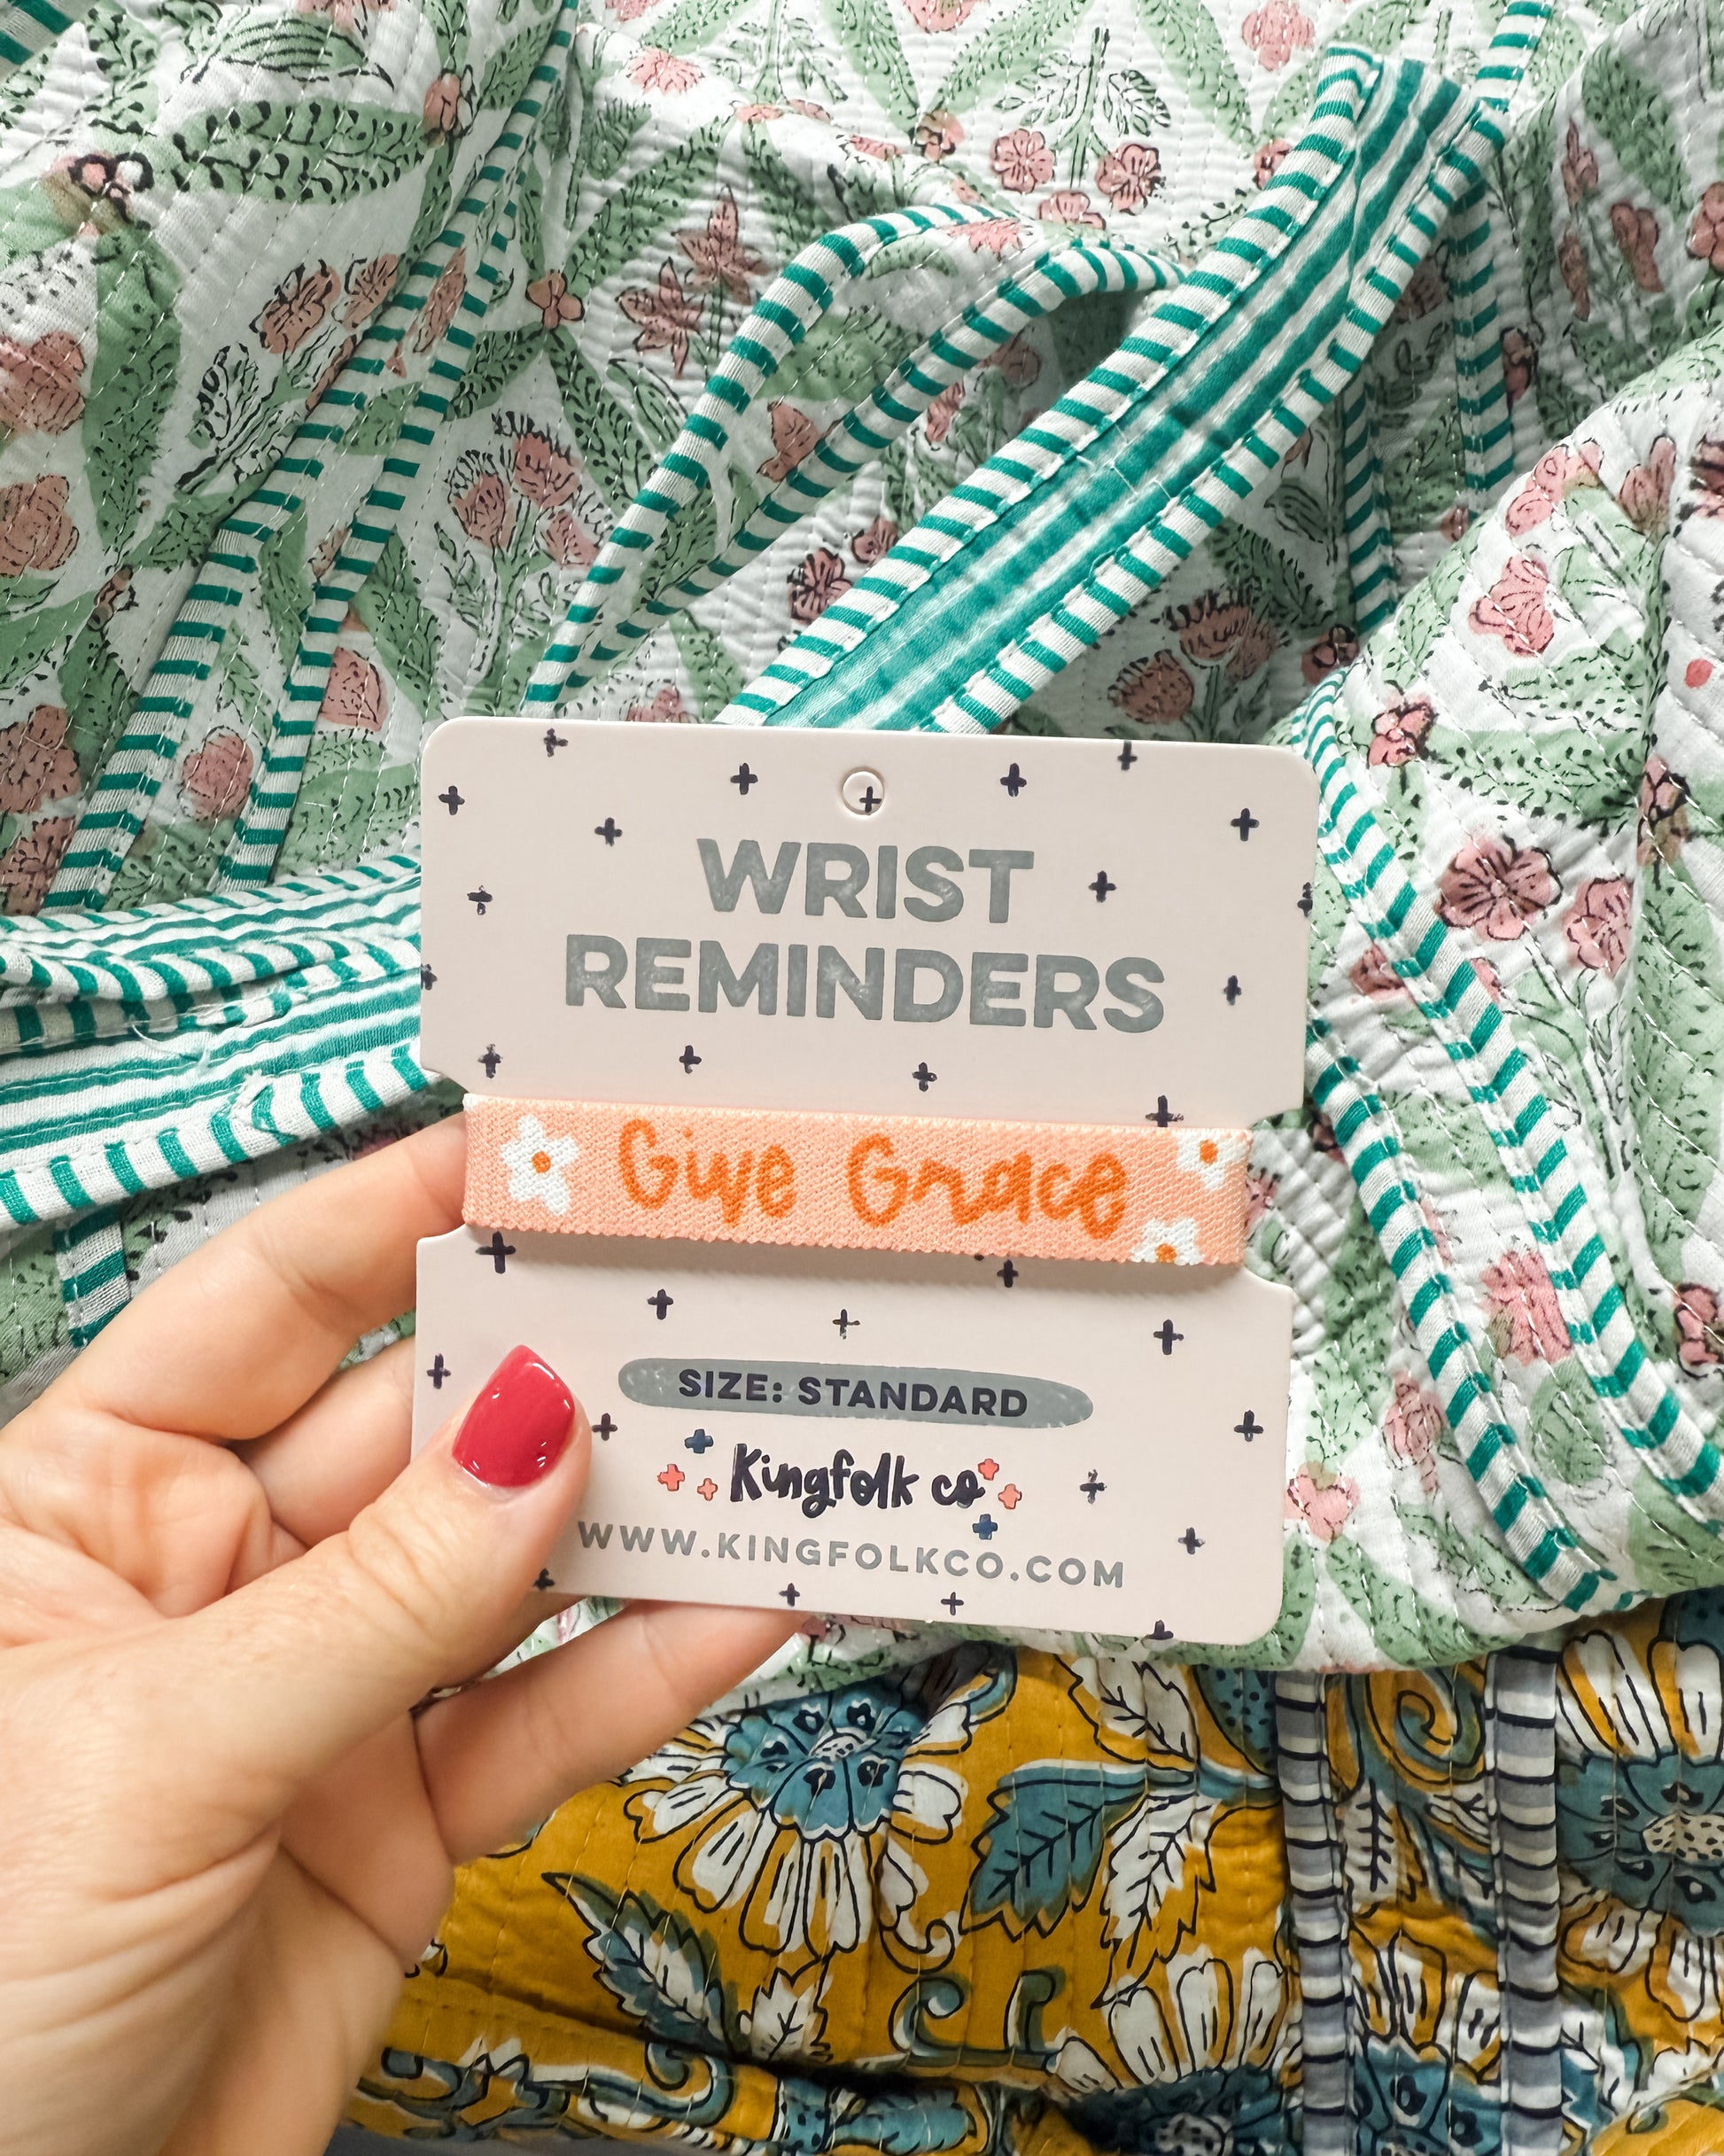 WRIST
REMINDERS
Give Grace
SIZE: STANDARD
Kingfolk co
WWW.KINGFOLKCO.COM